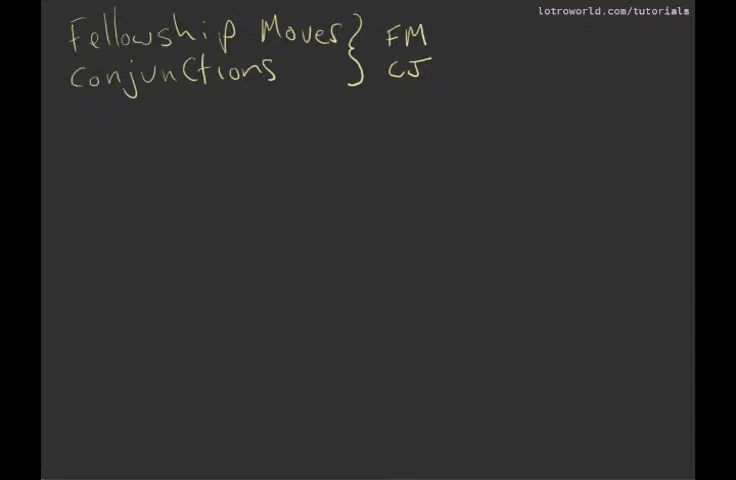 lotroworld.com/tutorials
Fellowship Moves } FM
Conjunctions } CJ